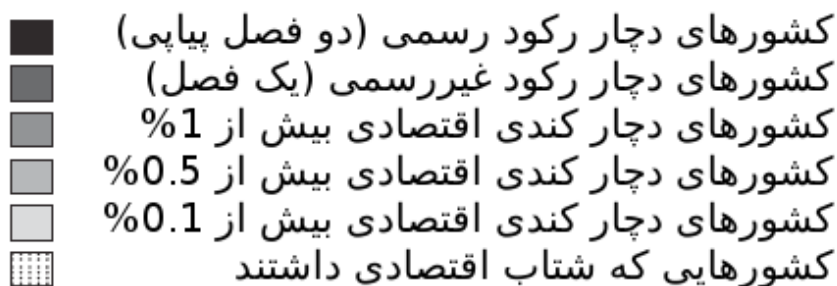 کشورهای دچار رکود رسمی (دو فصل پیاپی)
کشورهای دچار رکود غیررسمی (یک فصل)
کشورهای دچار کندی اقتصادی بیش از 1%
کشورهای دچار کندی اقتصادی بیش از 0.5%
کشورهای دچار کندی اقتصادی بیش از 0.1%
کشورهایی که شتاب اقتصادی داشتند